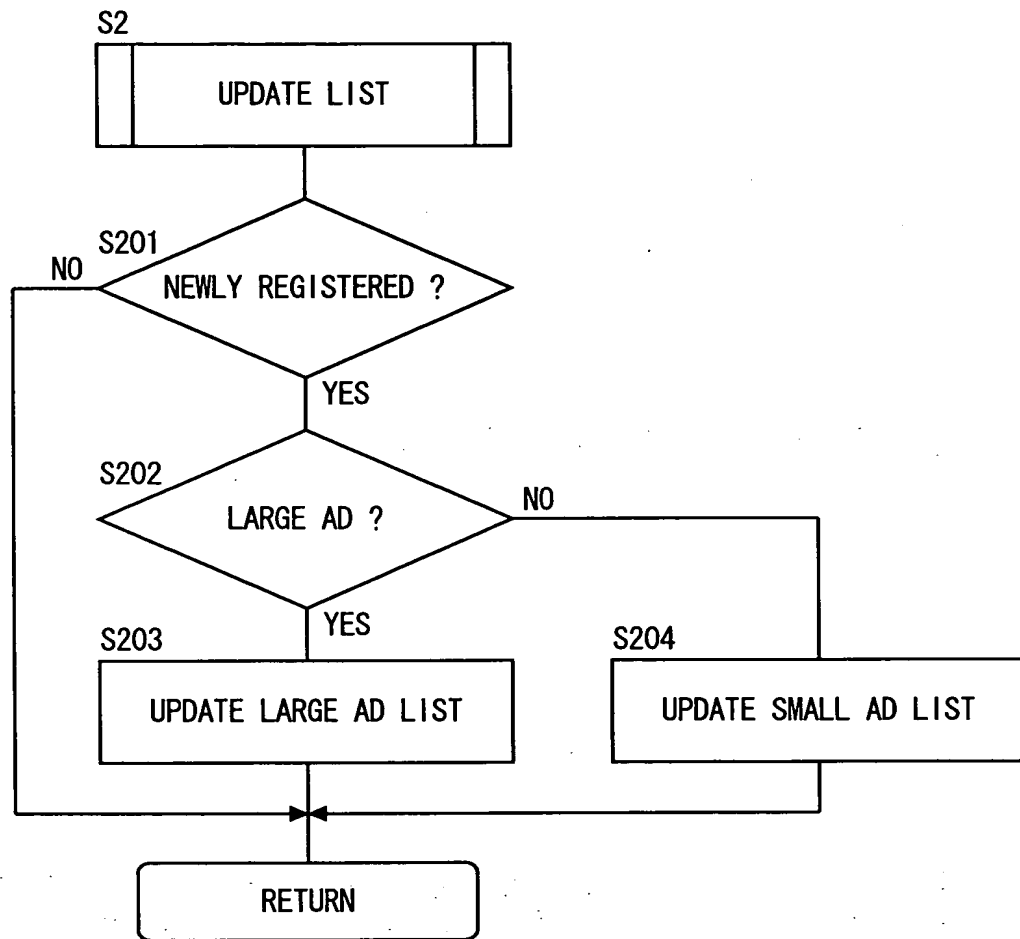 S2
UPDATE LIST
S201
NO
NEWLY REGISTERED ?
YES
S202
NO
LARGE AD ?
YES
S203
S204
UPDATE LARGE AD LIST
UPDATE SMALL AD LIST
RETURN